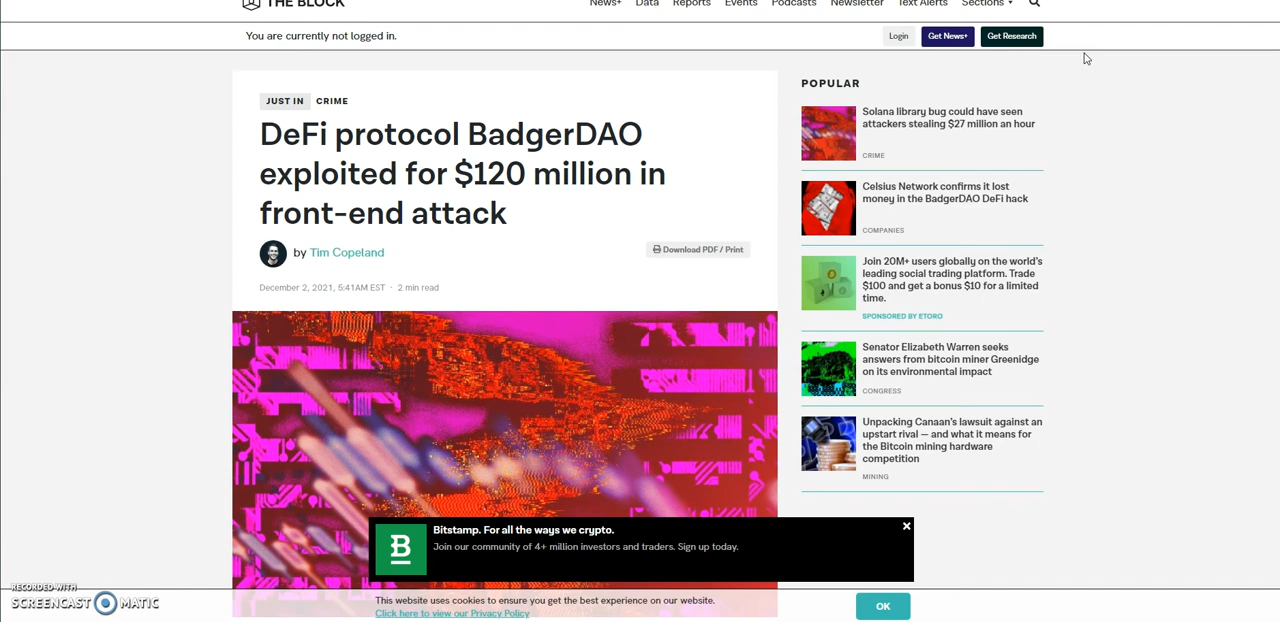 THE BLOCK
News+ Data Reports Events Podcasts Newsletter Text Alerts Sections
You are currently not logged in.
Login
Get News+
Get Research
JUST IN CRIME
DeFi protocol BadgerDAO
exploited for $120 million in
front-end attack
by Tim Copeland
Download PDF / Print
December 2, 2021, 5:41AM EST · 2 min read
POPULAR
Solana library bug could have seen
attackers stealing $27 million an hour
CRIME
Celsius Network confirms it lost
money in the BadgerDAO DeFi hack
COMPANIES
Join 20M+ users globally on the world's
leading social trading platform. Trade
$100 and get a bonus $10 for a limited
time.
SPONSORED BY ETORO
Senator Elizabeth Warren seeks
answers from bitcoin miner Greenidge
on its environmental impact
CONGRESS
Unpacking Canaan's lawsuit against an
upstart rival — and what it means for
the Bitcoin mining hardware
competition
MINING
B
Bitstamp. For all the ways we crypto.
Join our community of 4+ million investors and traders. Sign up today.
This website uses cookies to ensure you get the best experience on our website.
Click here to view our Privacy Policy
OK
RECORDED WITH
SCREENCAST MATIC